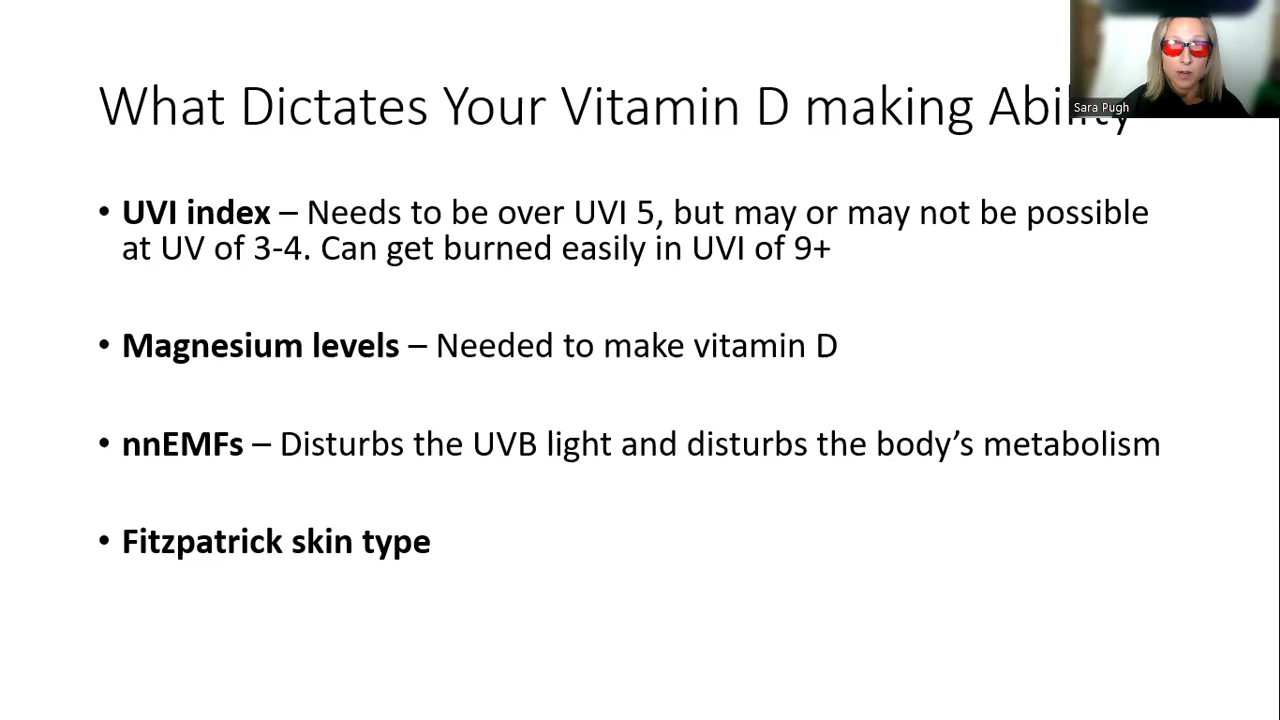 What Dictates Your Vitamin D making Ability
Sara Pugh
• UVI index – Needs to be over UVI 5, but may or may not be possible
at UV of 3-4. Can get burned easily in UVI of 9+
• Magnesium levels – Needed to make vitamin D
• nnEMFs – Disturbs the UVB light and disturbs the body’s metabolism
• Fitzpatrick skin type